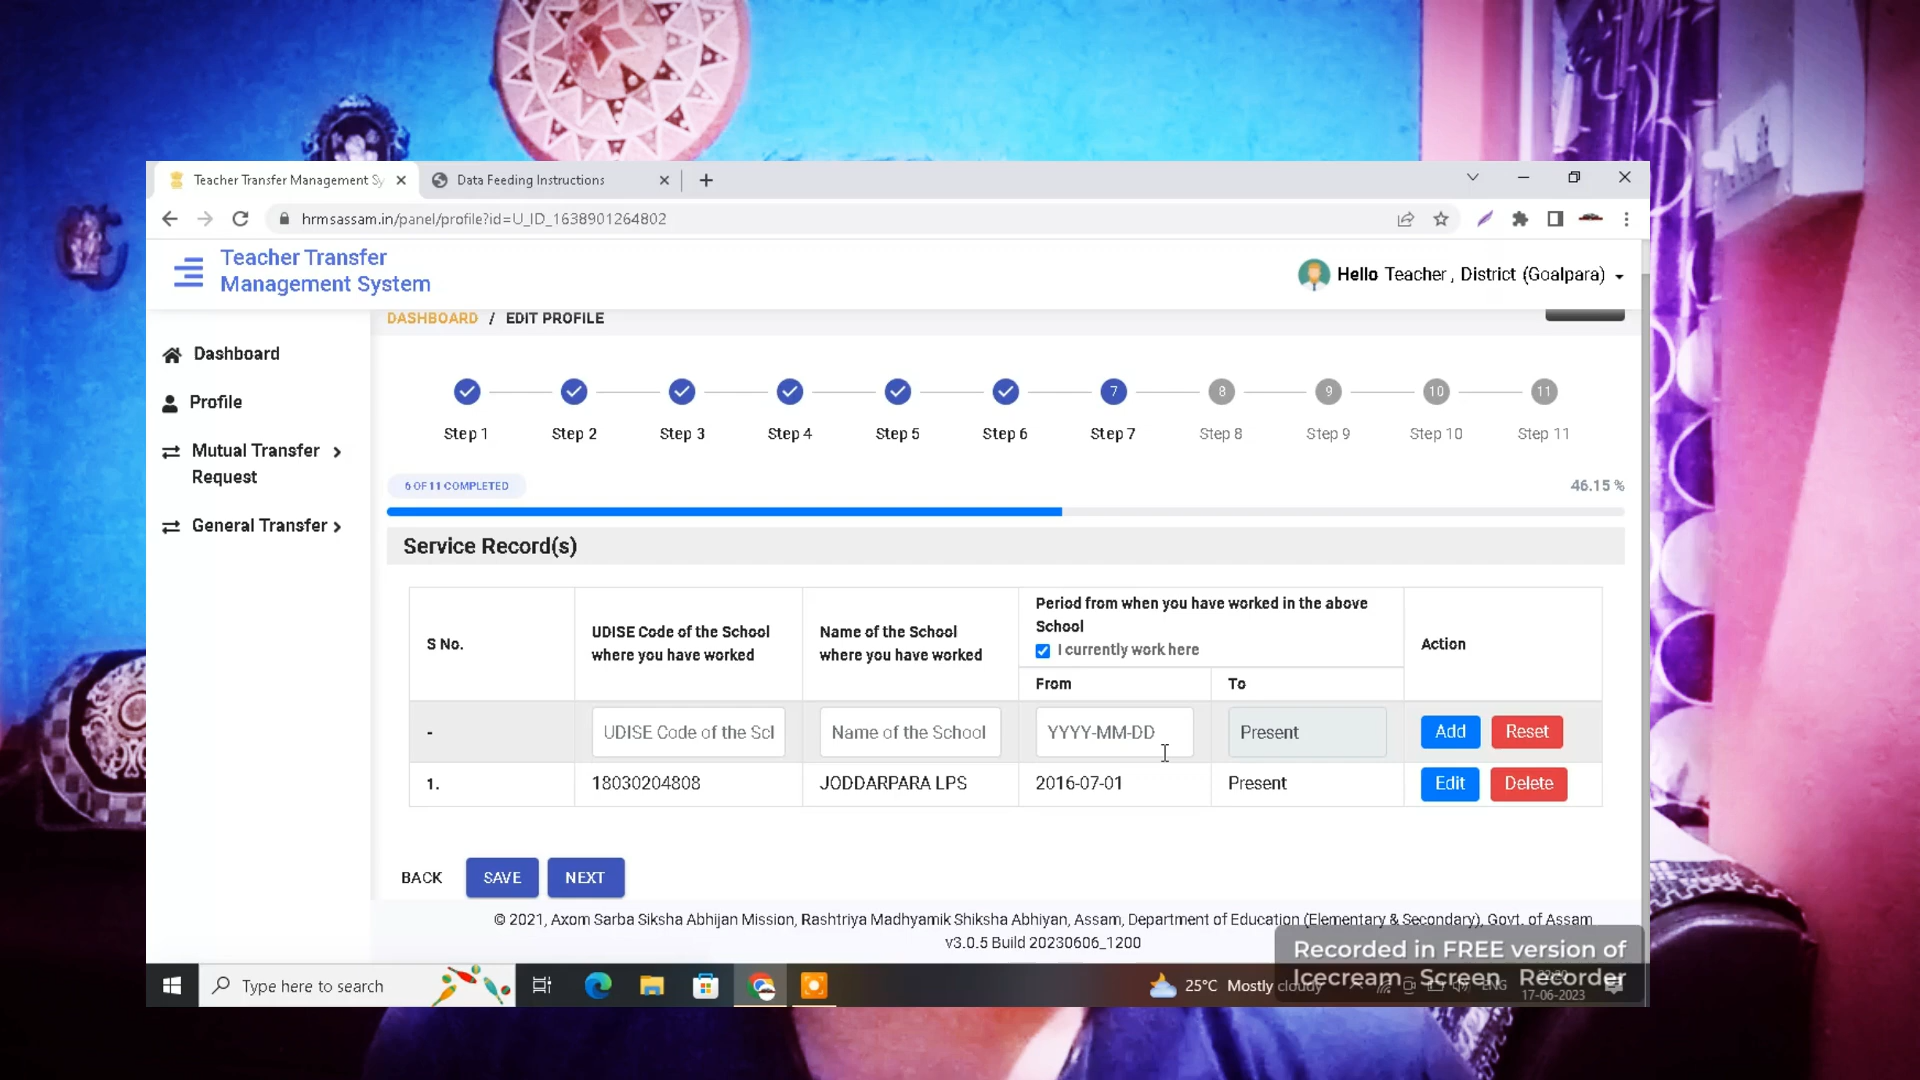 Teacher Transfer Management Sy
Data Feeding Instructions
hrmsassam.in/panel/profile?id=U_ID_1638901264802
Teacher Transfer
Management System
Hello Teacher , District (Goalpara)
DASHBOARD / EDIT PROFILE
Dashboard
Profile
Mutual Transfer
Request
General Transfer
7 8 9 10 11
Step 1 Step 2 Step 3 Step 4 Step 5 Step 6 Step 7 Step 8 Step 9 Step 10 Step 11
6 OF 11 COMPLETED 46.15 %
Service Record(s)
S No.
UDISE Code of the School
where you have worked
Name of the School
where you have worked
Period from when you have worked in the above
School
I currently work here
From To
Action
- UDISE Code of the Scl Name of the School YYYY-MM-DD Present Add Reset
1. 18030204808 JODDARPARA LPS 2016-07-01 Present Edit Delete
BACK SAVE NEXT
© 2021, Axom Sarba Siksha Abhijan Mission, Rashtriya Madhyamik Shiksha Abhiyan, Assam, Department of Education (Elementary & Secondary), Govt. of Assam
v3.0.5 Build 20230606_1200
Recorded in FREE version of
Icecream Screen Recorder
Type here to search
25°C Mostly cloudy
ENG
17-06-2023